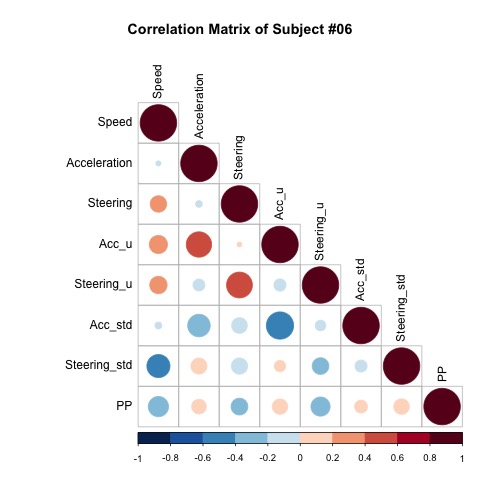 Correlation Matrix of Subject #06
Speed
Acceleration
Steering
Acc_u
Steering_u
Acc_std
Steering_std
PP
Speed
Acceleration
Steering
Acc_u
Steering_u
Acc_std
Steering_std
PP
-1 -0.8 -0.6 -0.4 -0.2 0 0.2 0.4 0.6 0.8 1